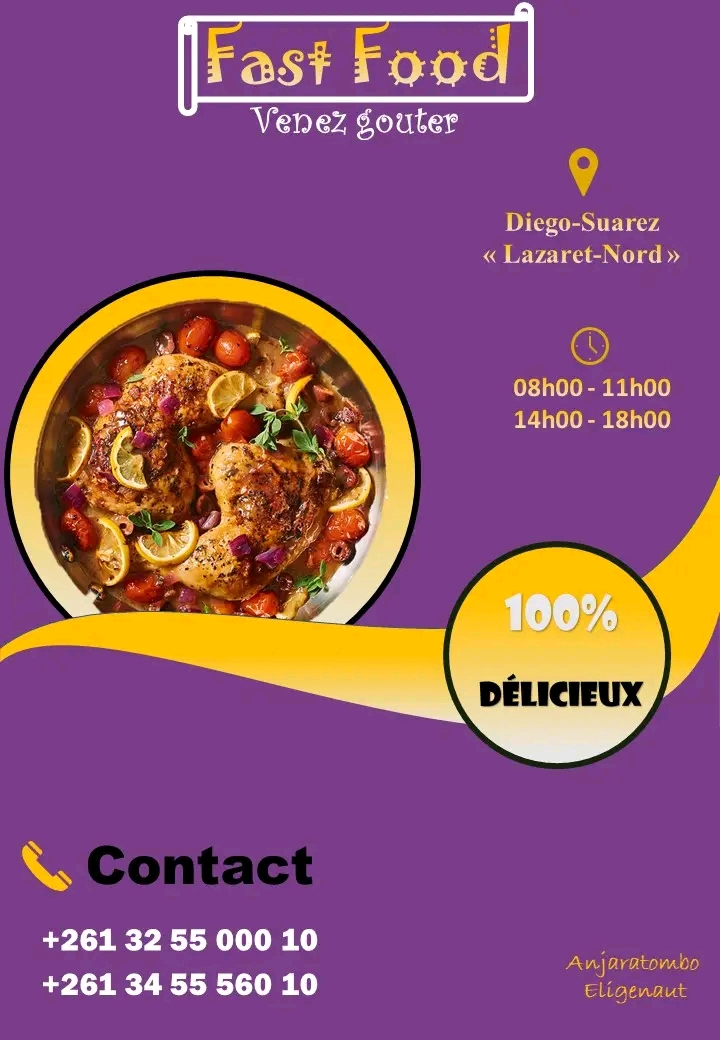 Fast Food
Venez gouter
Diego-Suarez
« Lazaret-Nord »
08h00 - 11h00
14h00 - 18h00
100%
DÉLICIEUX
Contact
+261 32 55 000 10
+261 34 55 560 10
Anjaratombo
Eligenaut